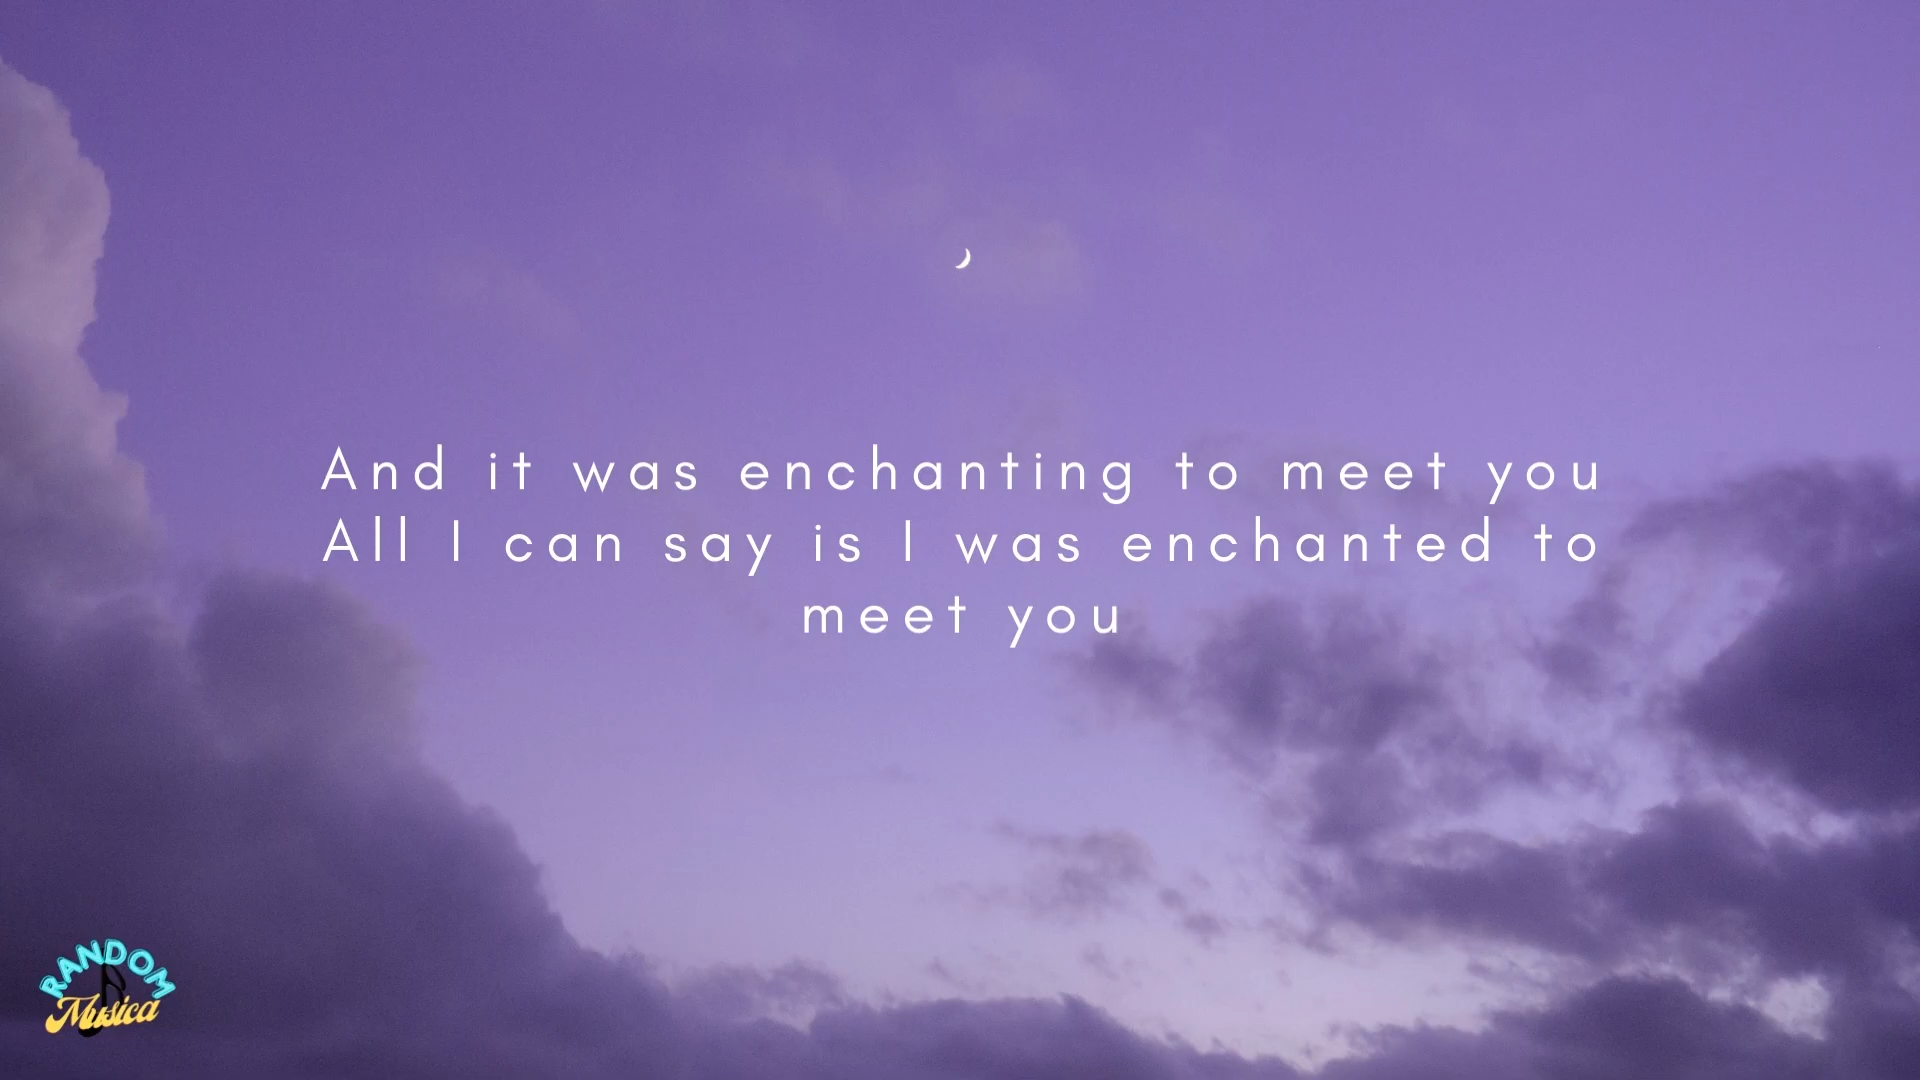 And it was enchanting to meet you
All I can say is I was enchanted to
meet you
RANDOM
Musica